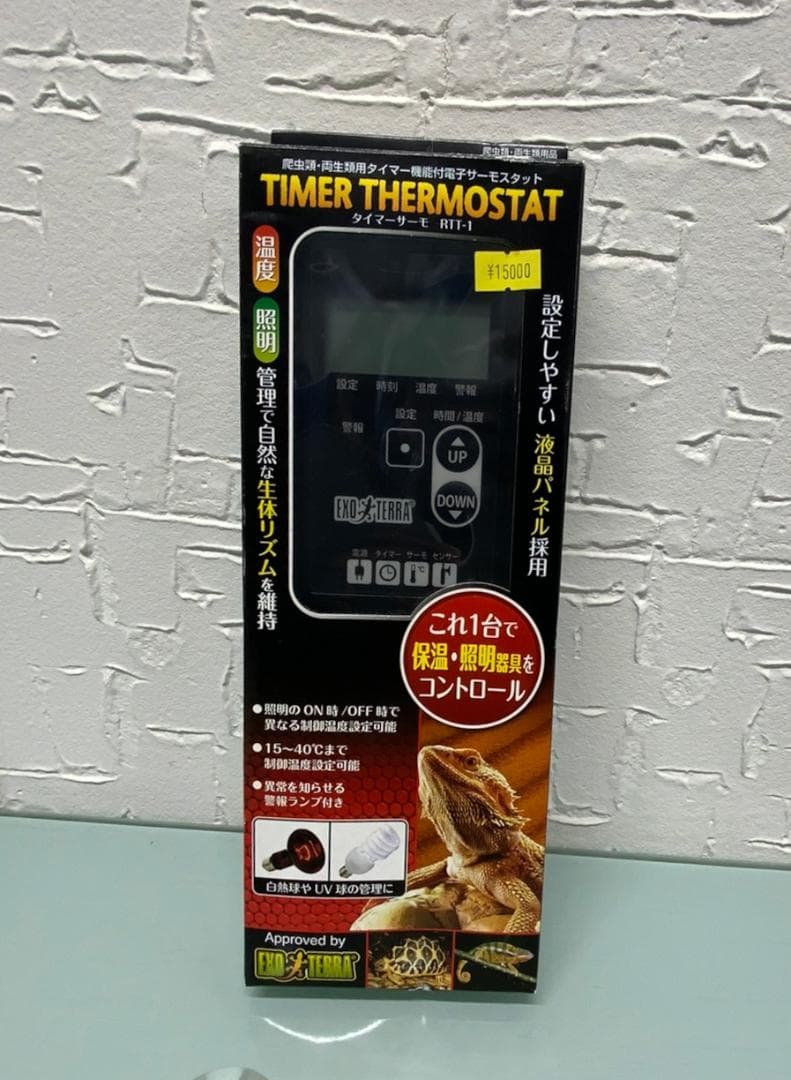 爬虫類・両生類用品
爬虫類・両生類用タイマー機能付電子サーモスタット
TIMER THERMOSTAT
タイマーサーモ RTT-1
¥15000
温度
照明
管理で自然な生体リズムを維持
設定しやすい液晶パネル採用
設定 時刻 温度 警報
設定 時間/温度
警報
UP
DOWN
EXO TERRA
電源 タイマー サーモ センサー
℃
これ1台で
保温・照明器具を
コントロール
●照明のON時/OFF時で
異なる制御温度設定可能
●15～40℃まで
制御温度設定可能
●異常を知らせる
警報ランプ付き
白熱球やUV球の管理に
Approved by
EXO TERRA